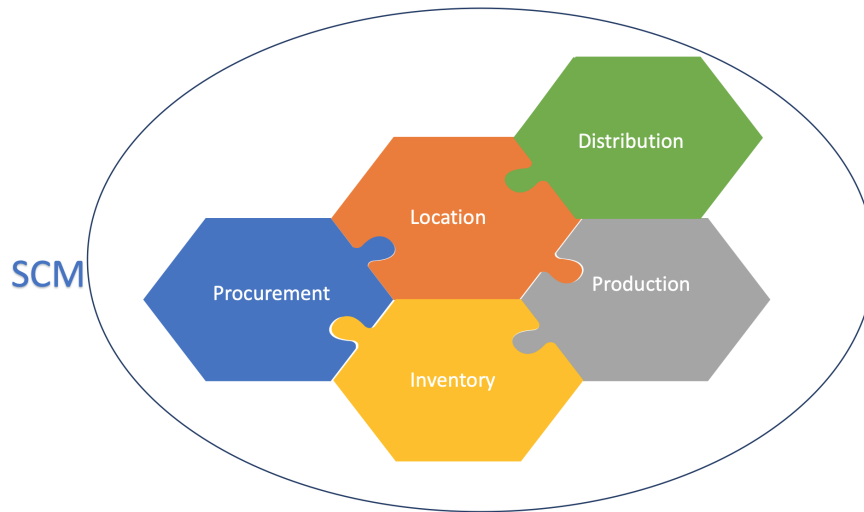 Distribution
Location
SCM
Procurement
Production
Inventory